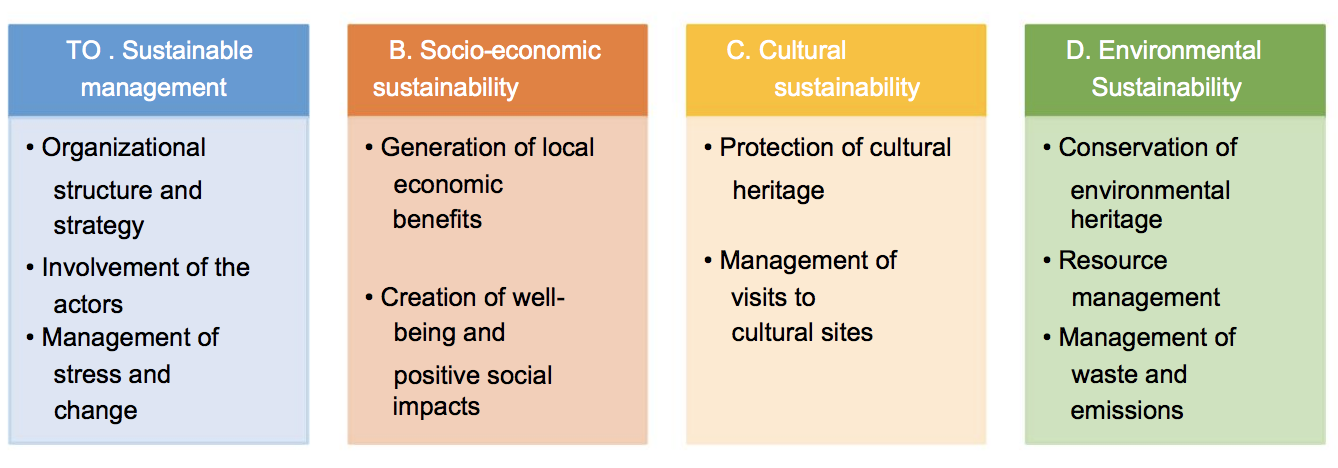 TO . Sustainable
management
• Organizational
structure and
strategy
• Involvement of the
actors
• Management of
stress and
change
B. Socio-economic
sustainability
• Generation of local
economic
benefits
• Creation of well-
being and
positive social
impacts
C. Cultural
sustainability
• Protection of cultural
heritage
• Management of
visits to
cultural sites
D. Environmental
Sustainability
• Conservation of
environmental
heritage
• Resource
management
• Management of
waste and
emissions